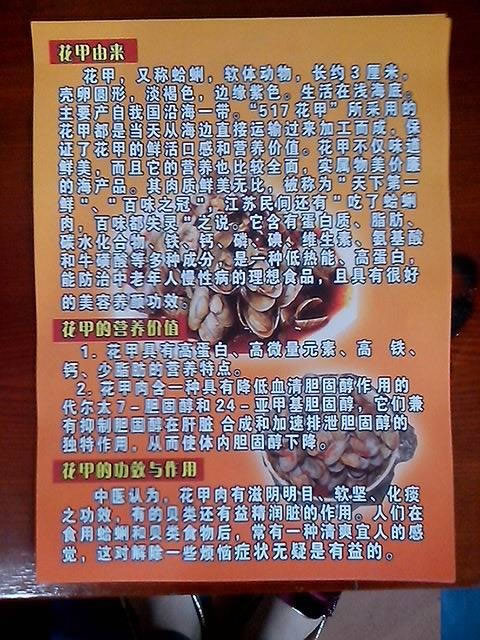 花甲由来
花甲，又称蛤蜊，软体动物，长约3厘米。
壳卵圆形，淡褐色，边缘紫色。生活在浅海底。
主要产自我国沿海一带。“517花甲”所采用的
花甲都是当天从海边直接运输过来加工而成，保
证了花甲的鲜活口感和营养价值。花甲不仅味道
鲜美，而且它的营养也比较全面，实属物美价廉
的海产品。其肉质鲜美无比，被称为“天下第一
鲜”、“百味之冠”，江苏民间还有“吃了蛤蜊
肉，百味都失灵”之说。它含有蛋白质、脂肪、
碳水化合物、铁、钙、磷、碘、维生素、氨基酸
和牛磺酸等多种成分，是一种低热能、高蛋白，
能防治中老年人慢性病的理想食品，且具有很好
的美容养颜功效。
花甲的营养价值
1. 花甲具有高蛋白、高微量元素、高 铁、
钙、少脂肪的营养特点。
2. 花甲肉含一种具有降低血清胆固醇作用的
代尔太7-胆固醇和24-亚甲基胆固醇，它们兼
有抑制胆固醇在肝脏合成和加速排泄胆固醇的
独特作用，从而使体内胆固醇下降。
花甲的功效与作用
中医认为，花甲肉有滋阴明目、软坚、化痰
之功效，有的贝类还有益精润脏的作用。人们在
食用蛤蜊和贝类食物后，常有一种清爽宜人的感
觉，这对解除一些烦恼症状无疑是有益的。